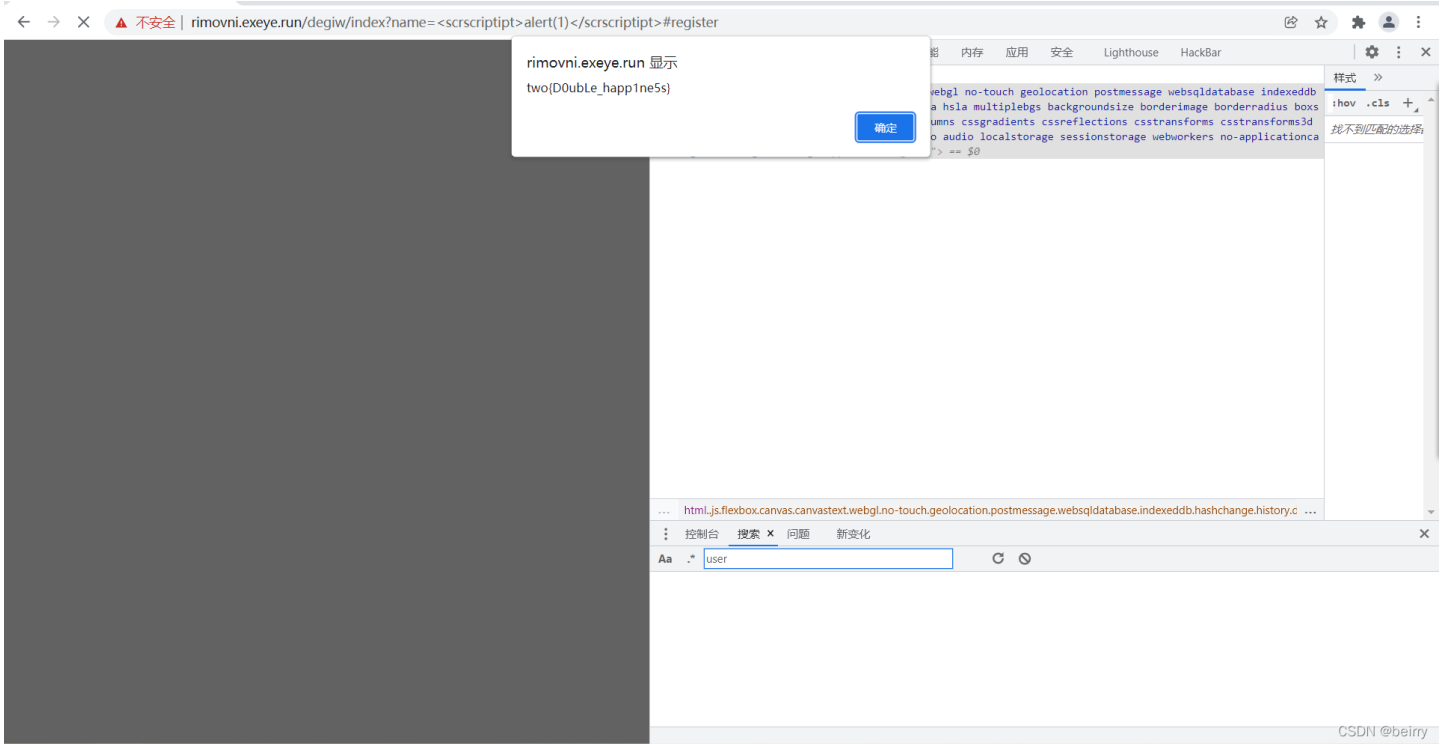 不安全 | rimovni.exeye.run/degiw/index?name=<scrscriptipt>alert(1)</scrscriptipt>#register
rimovni.exeye.run 显示
two{D0ubLe_happ1ne5s}
确定
能 内存 应用 安全 Lighthouse HackBar
webgl no-touch geolocation postmessage websqldatabase indexeddb
a hsla multiplebgs backgroundsize borderimage borderradius boxs
umns cssgradients cssreflections csstransforms csstransforms3d
o audio localstorage sessionstorage webworkers no-applicationca
"> == $0
样式 »
:hov .cls +
找不到匹配的选择
... html.js.flexbox.canvas.canvastext.webgl.no-touch.geolocation.postmessage.websqldatabase.indexeddb.hashchange.history.c ...
控制台 搜索 × 问题 新变化
Aa .* user
CSDN @beirry